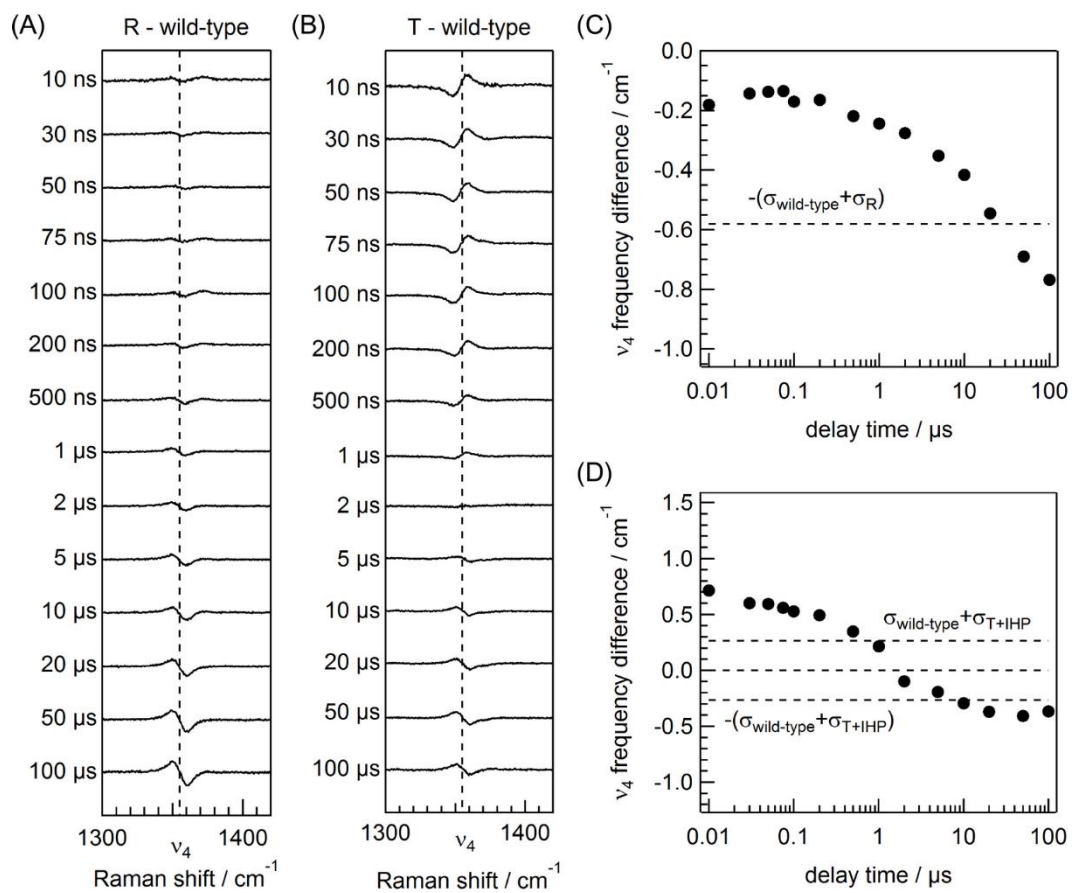 (A)
R - wild-type
10 ns
30 ns
50 ns
75 ns
100 ns
200 ns
500 ns
1 µs
2 µs
5 µs
10 µs
20 µs
50 µs
100 µs
1300
ν4
1400
Raman shift / cm-1
(B)
T - wild-type
10 ns
30 ns
50 ns
75 ns
100 ns
200 ns
500 ns
1 µs
2 µs
5 µs
10 µs
20 µs
50 µs
100 µs
1300
ν4
1400
Raman shift / cm-1
(C)
ν4 frequency difference / cm-1
0.0
-0.2
-0.4
-0.6
-0.8
-1.0
-(σwild-type+σR)
0.01
0.1
1
10
100
delay time / µs
(D)
ν4 frequency difference / cm-1
1.5
1.0
0.5
0.0
-0.5
-1.0
σwild-type+σT+IHP
-(σwild-type+σT+IHP)
0.01
0.1
1
10
100
delay time / µs